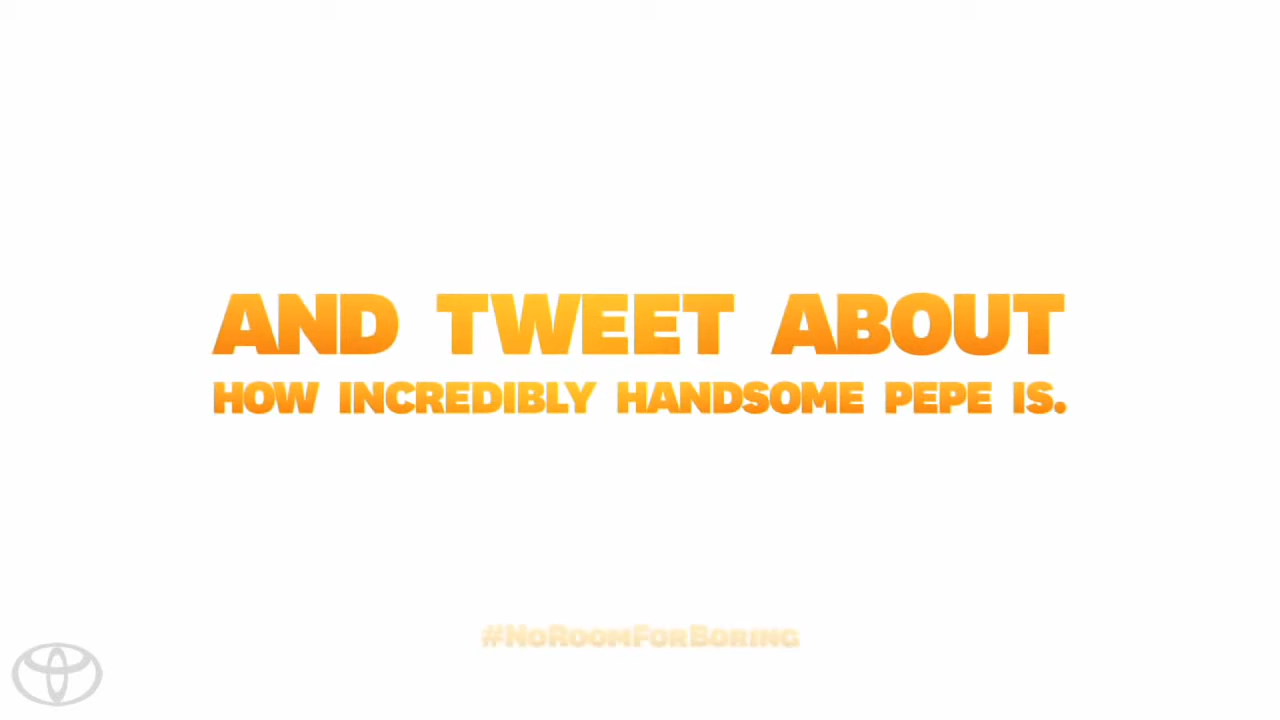 AND TWEET ABOUT
HOW INCREDIBLY HANDSOME PEPE IS.
#NoRoomForBoring